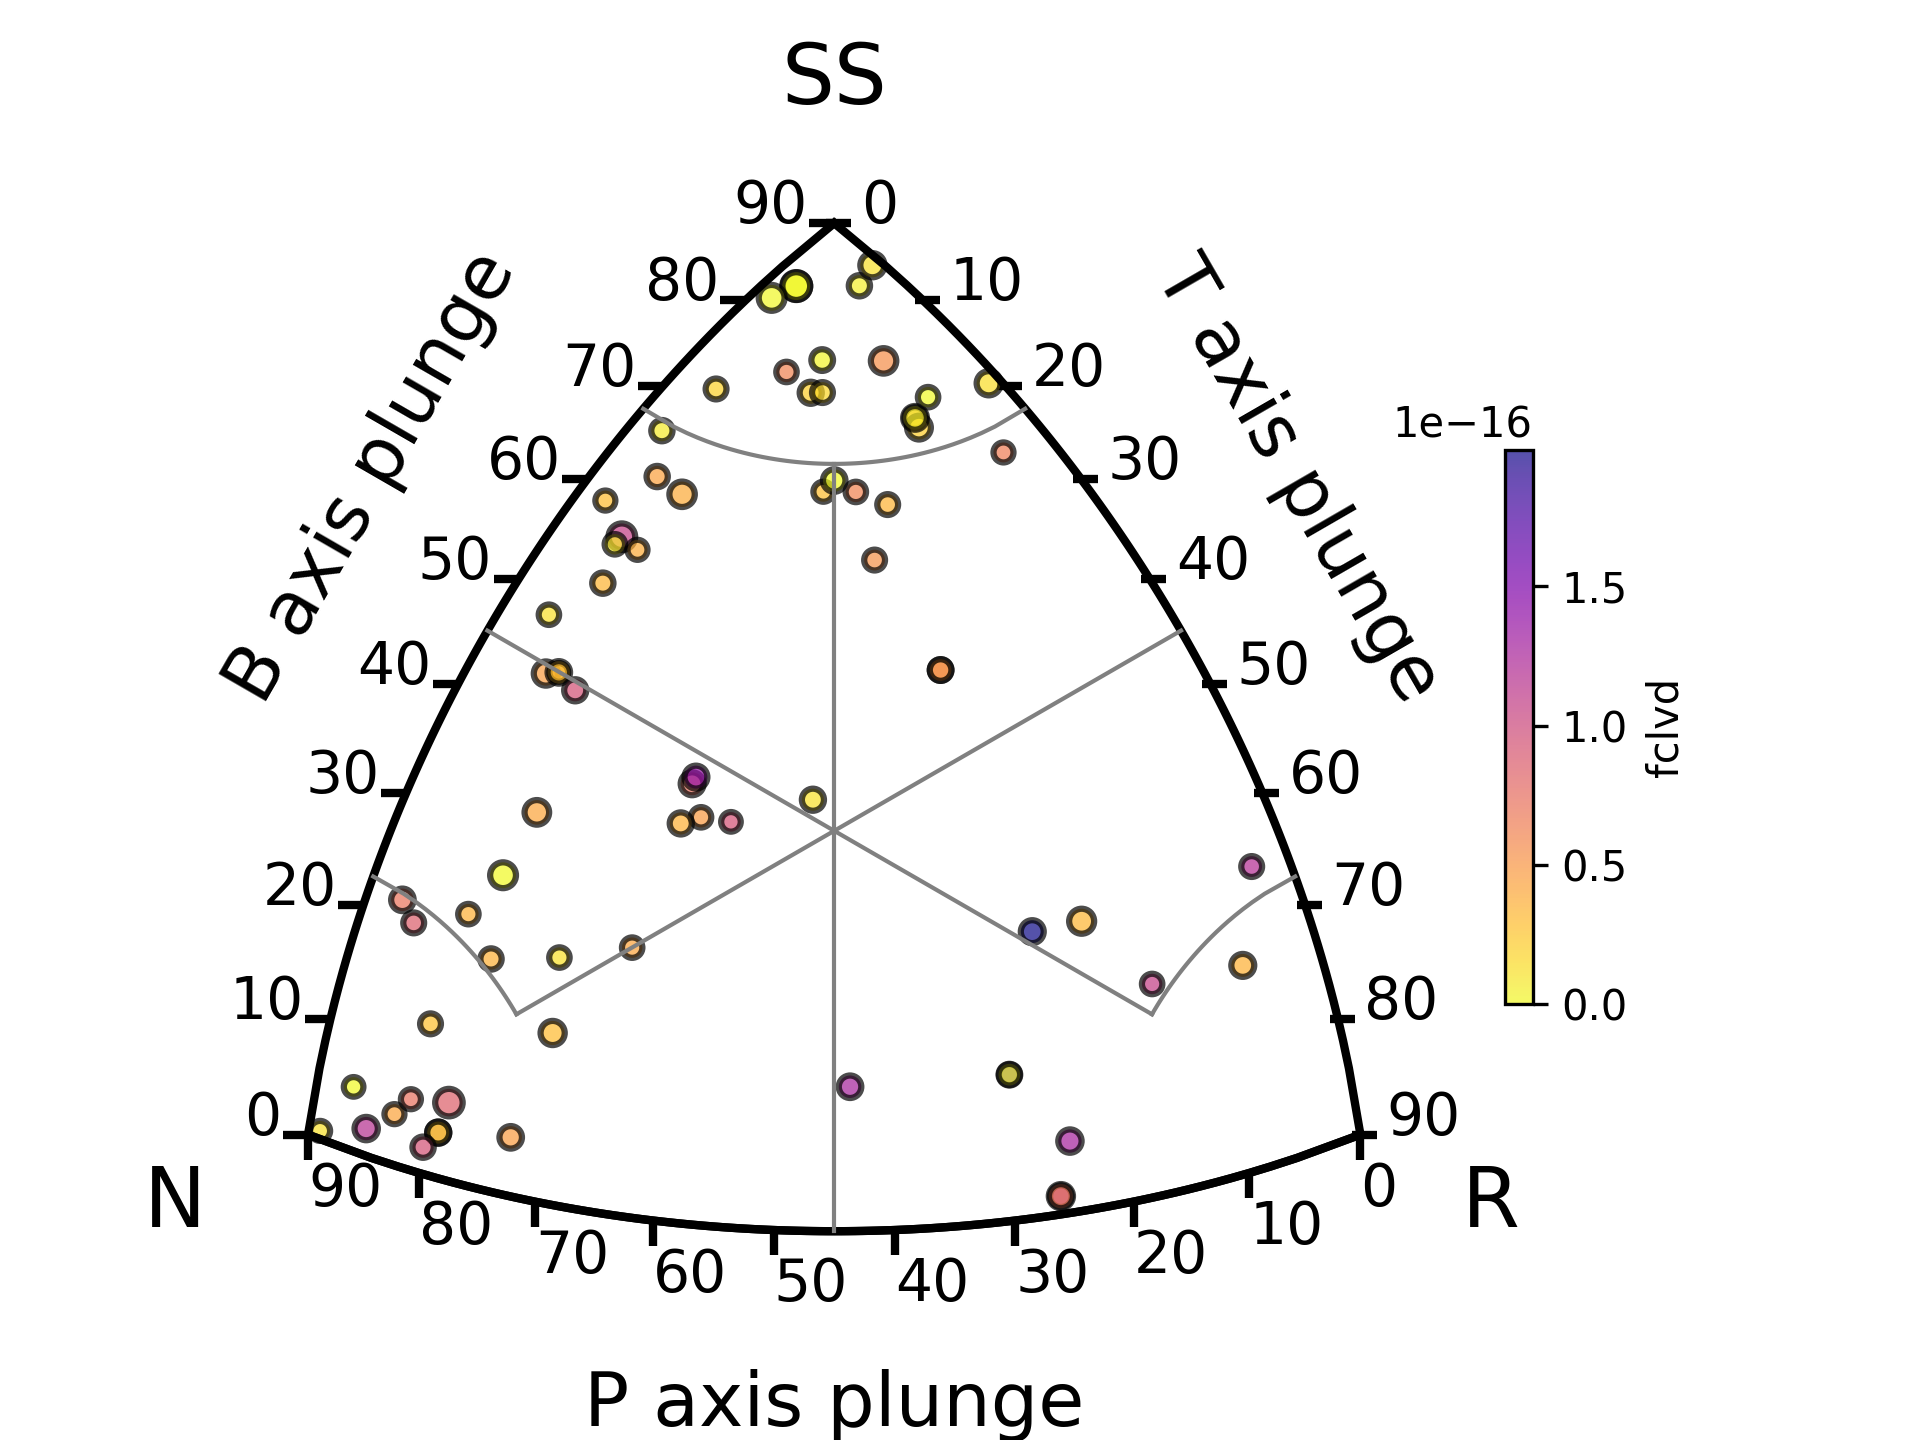 SS
90 0
80 10
70 20
60 30
50 40
40 50
30 60
20 70
10 80
0 90
B axis plunge
T axis plunge
N
R
90 80 70 60 50 40 30 20 10 0
P axis plunge
1e−16
1.5
1.0
0.5
0.0
fclvd